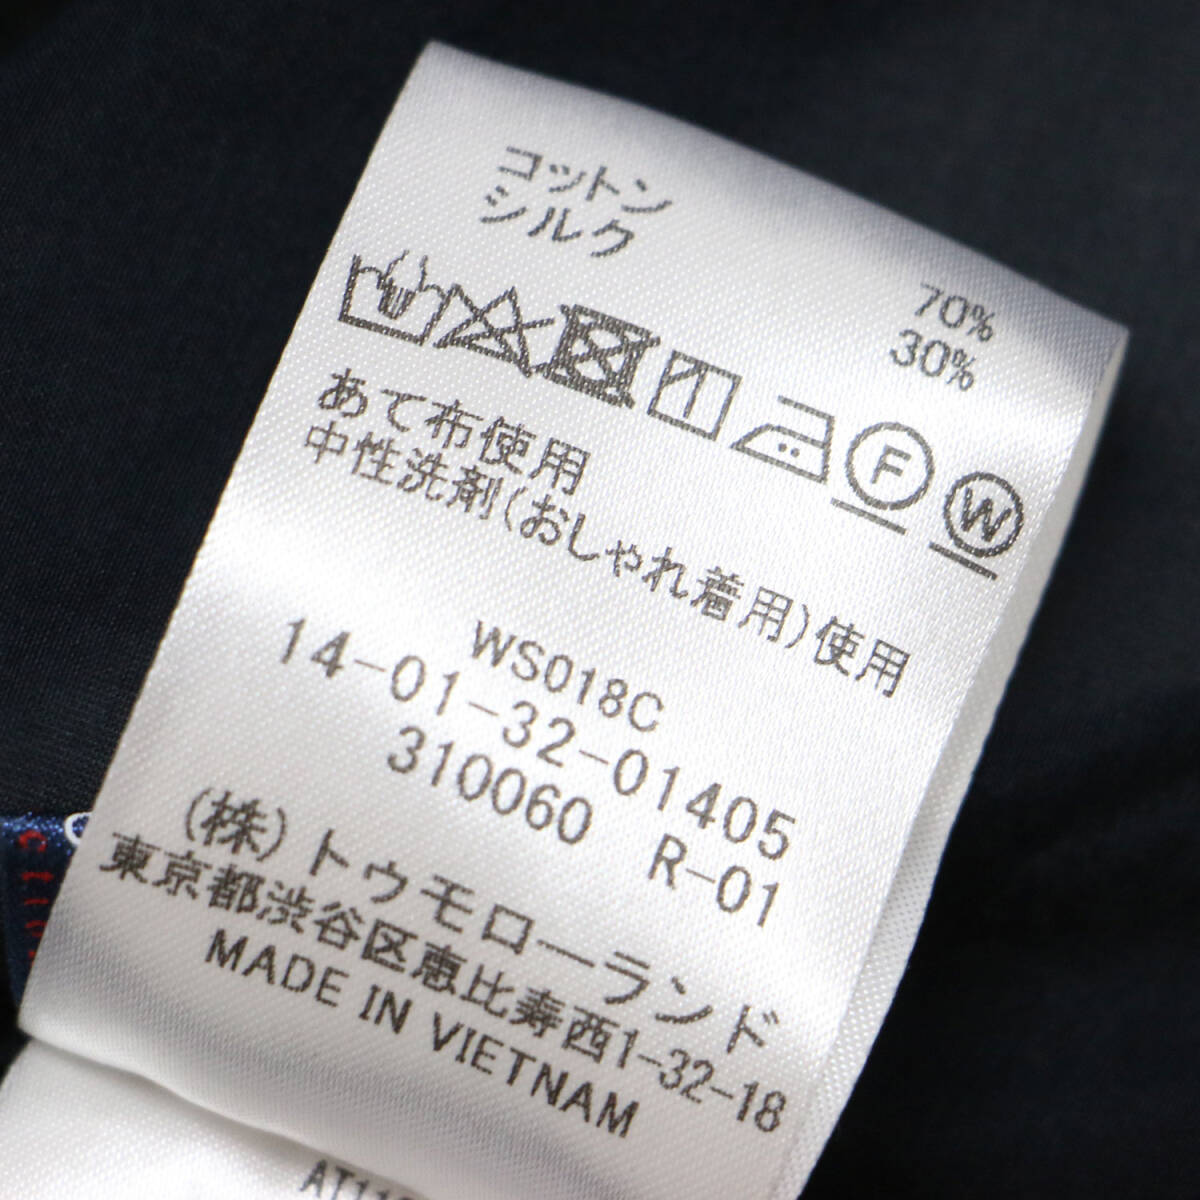 コットン 70%
シルク 30%
F W
あて布使用
中性洗剤(おしゃれ着用)使用
WS018C
14-01-32-01405
310060 R-01
(株)トゥモローランド
東京都渋谷区恵比寿西1-32-18
MADE IN VIETNAM